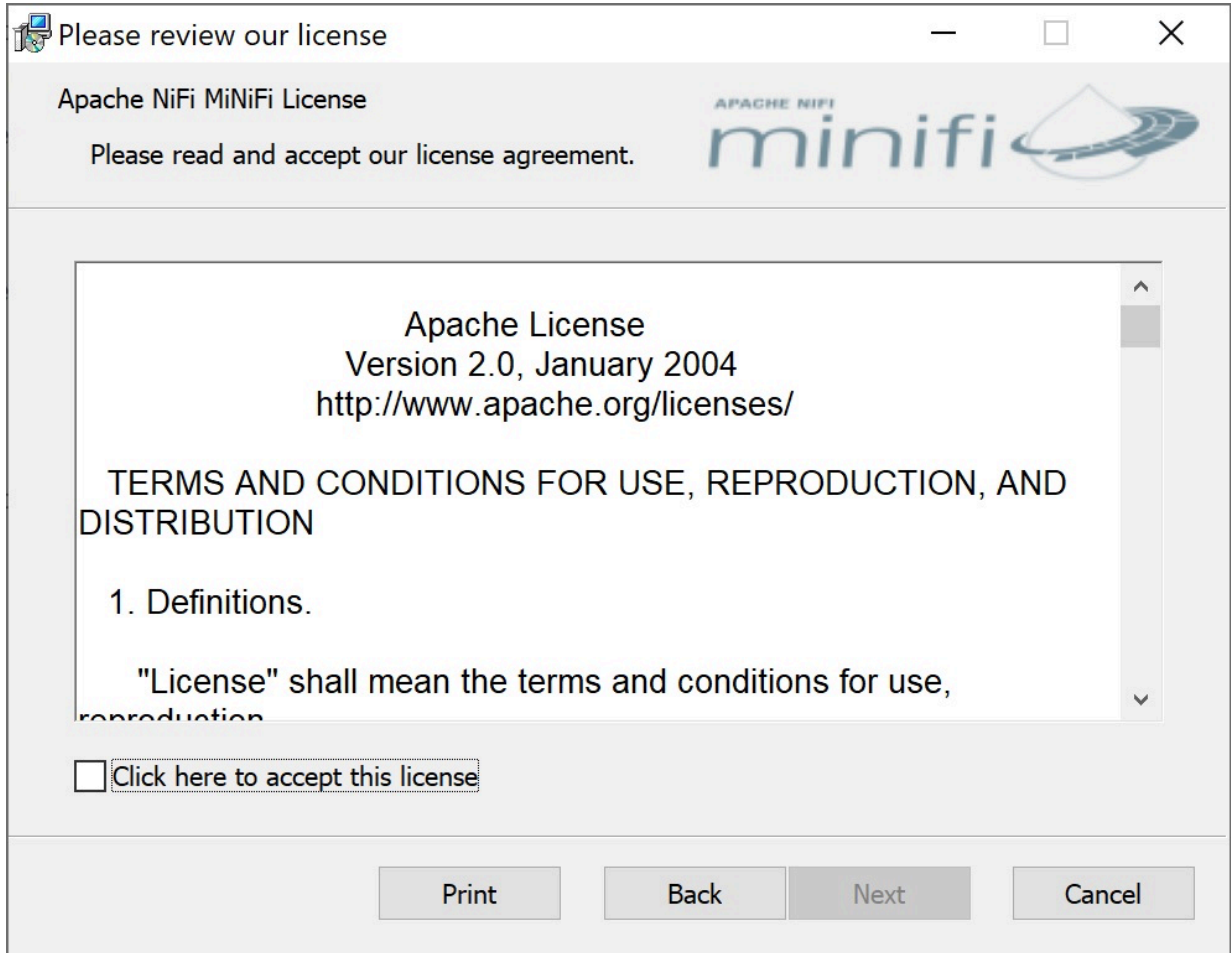 Please review our license
Apache NiFi MiNiFi License
Please read and accept our license agreement.
APACHE NIFI
minifi
Apache License
Version 2.0, January 2004
http://www.apache.org/licenses/
TERMS AND CONDITIONS FOR USE, REPRODUCTION, AND
DISTRIBUTION
1. Definitions.
"License" shall mean the terms and conditions for use,
reproduction
Click here to accept this license
Print
Back
Next
Cancel